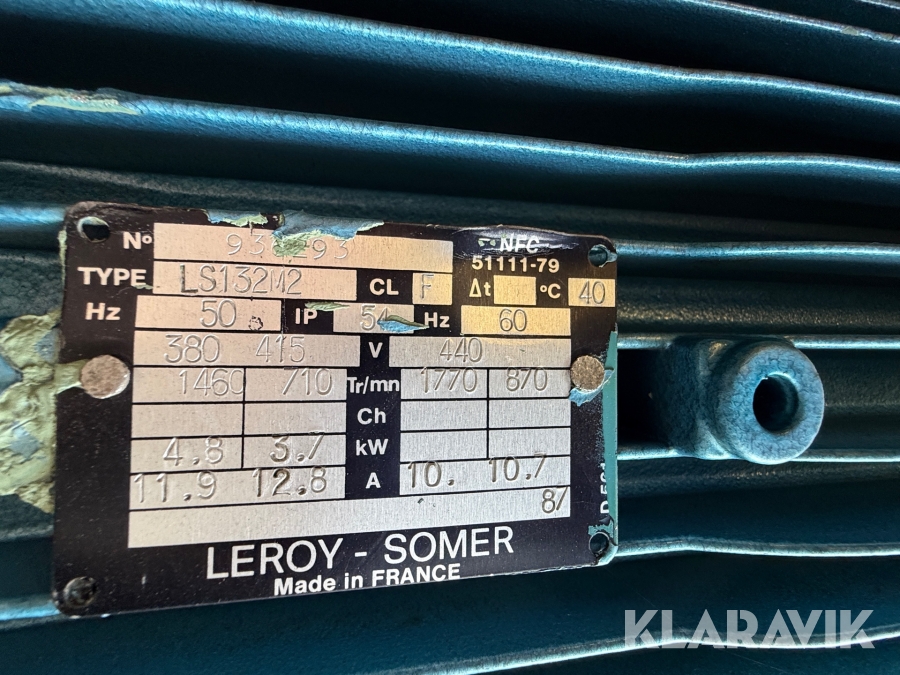 N° NFC
51111-79
TYPE LS132M2 CL F Δt °C 40
Hz 50 IP 54 Hz 60
380 415 V 440
1460 710 Tr/mn 1770 870
Ch
4.8 3.7 kW
11.9 12.8 A 10. 10.7
8/
LEROY - SOMER
Made in FRANCE
KLARAVIK